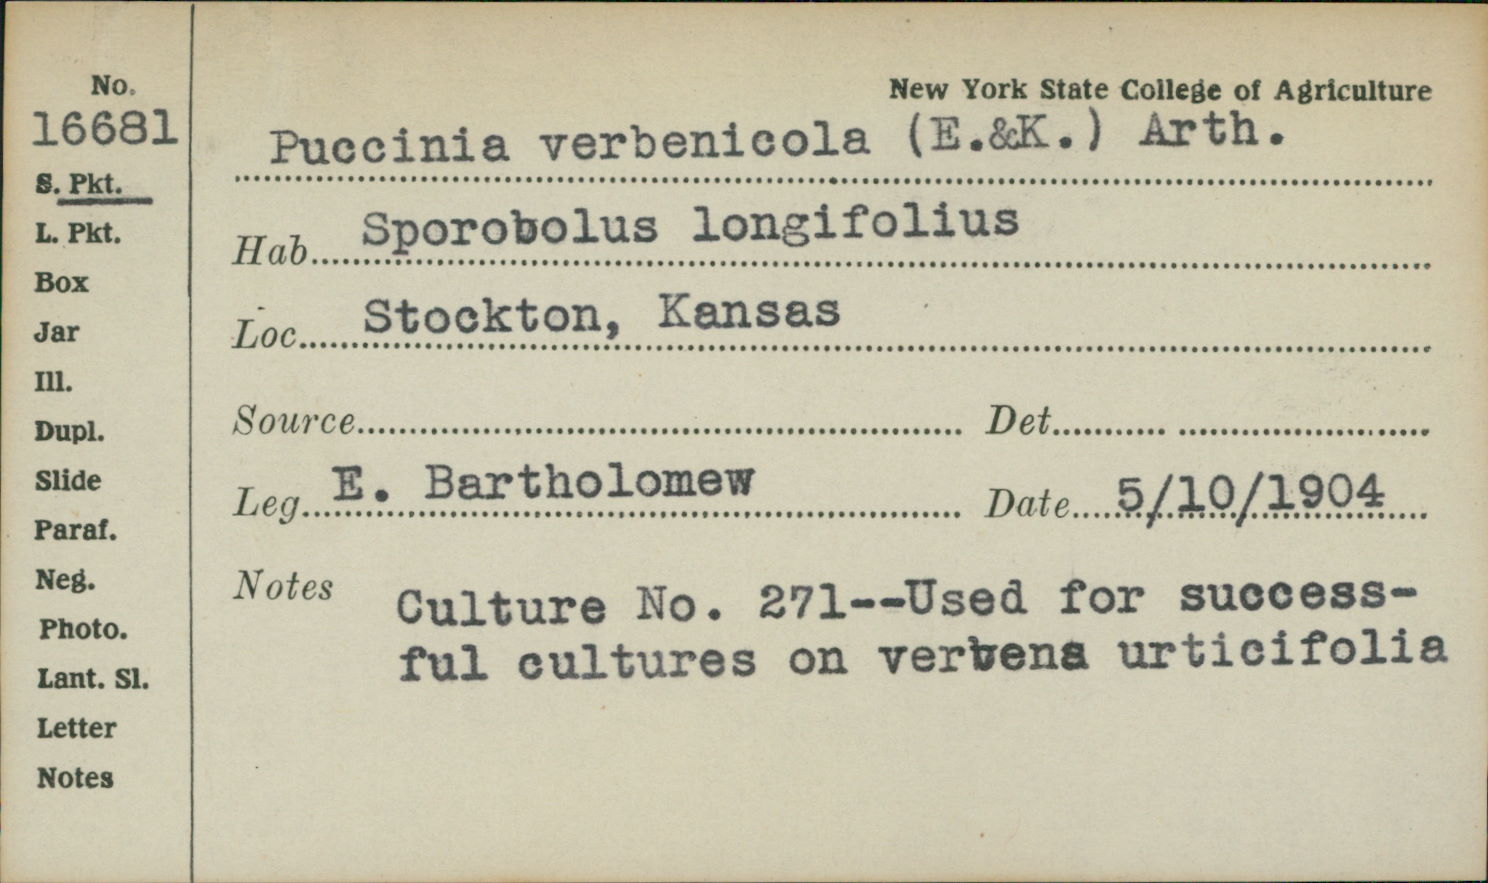 No.
16681
S. Pkt.
L. Pkt.
Box
Jar
Ill.
Dupl.
Slide
Paraf.
Neg.
Photo.
Lant. Sl.
Letter
Notes
New York State College of Agriculture
Puccinia verbenicola (E.&K.) Arth.
Hab. Sporobolus longifolius
Loc. Stockton, Kansas
Source Det.
Leg. E. Bartholomew Date 5/10/1904
Notes Culture No. 271--Used for success-
ful cultures on verbena urticifolia